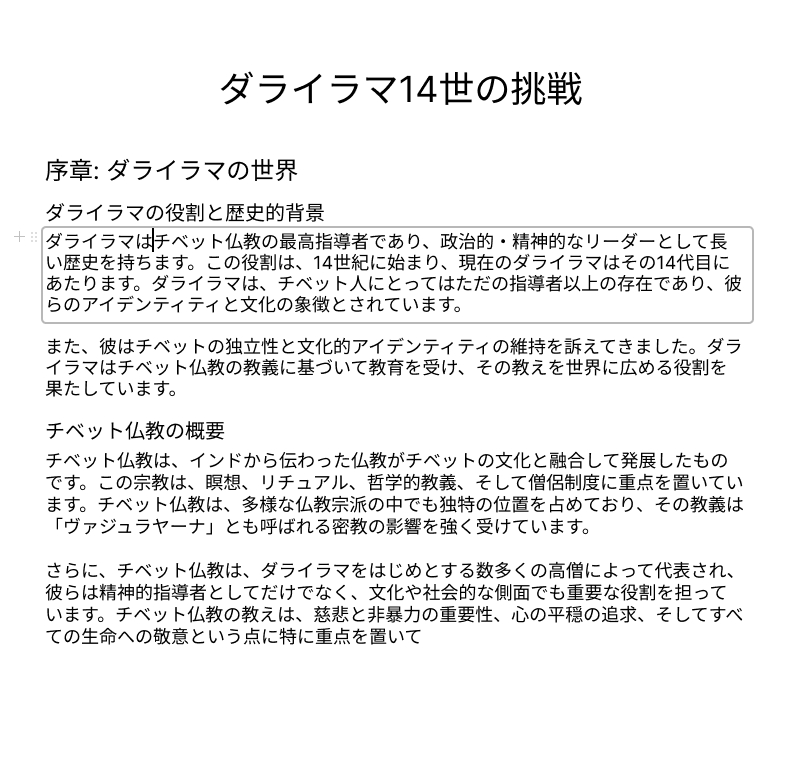 ダライラマ14世の挑戦
序章: ダライラマの世界
ダライラマの役割と歴史的背景
ダライラマはチベット仏教の最高指導者であり、政治的・精神的なリーダーとして長
い歴史を持ちます。この役割は、14世紀に始まり、現在のダライラマはその14代目に
あたります。ダライラマは、チベット人にとってはただの指導者以上の存在であり、彼
らのアイデンティティと文化の象徴とされています。
また、彼はチベットの独立性と文化的アイデンティティの維持を訴えてきました。ダラ
イラマはチベット仏教の教義に基づいて教育を受け、その教えを世界に広める役割を
果たしています。
チベット仏教の概要
チベット仏教は、インドから伝わった仏教がチベットの文化と融合して発展したもの
です。この宗教は、瞑想、リチュアル、哲学的教義、そして僧侶制度に重点を置いてい
ます。チベット仏教は、多様な仏教宗派の中でも独特の位置を占めており、その教義は
「ヴァジュラヤーナ」とも呼ばれる密教の影響を強く受けています。
さらに、チベット仏教は、ダライラマをはじめとする数多くの高僧によって代表され、
彼らは精神的指導者としてだけでなく、文化や社会的な側面でも重要な役割を担って
います。チベット仏教の教えは、慈悲と非暴力の重要性、心の平穏の追求、そしてすべ
ての生命への敬意という点に特に重点を置いて